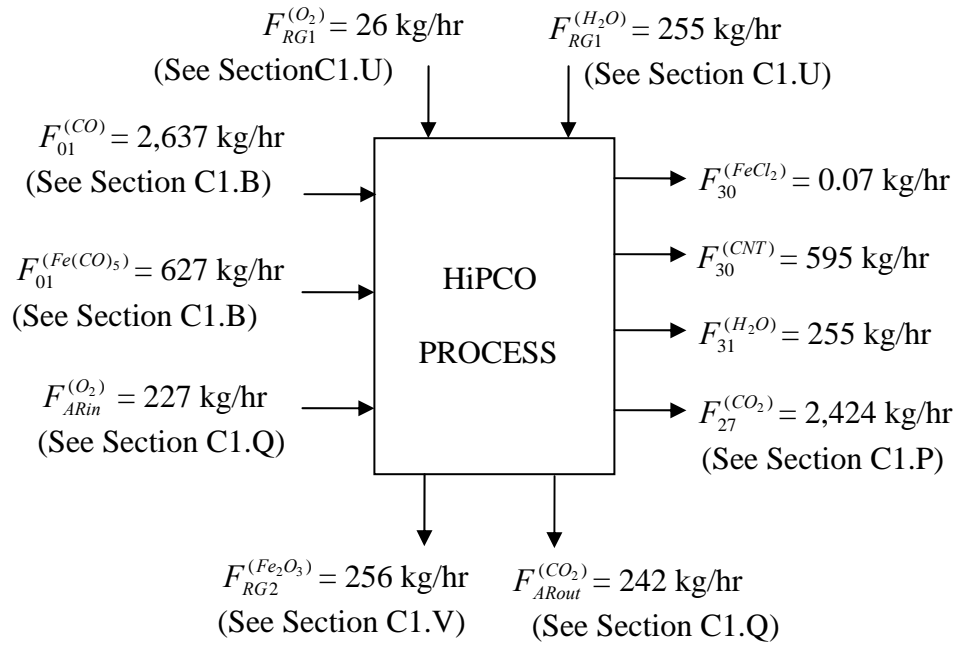 F_{RG1}^{(O_2)} = 26 kg/hr
(See SectionC1.U)
F_{RG1}^{(H_2O)} = 255 kg/hr
(See Section C1.U)
F_{01}^{(CO)} = 2,637 kg/hr
(See Section C1.B)
F_{01}^{(Fe(CO)_5)} = 627 kg/hr
(See Section C1.B)
F_{ARin}^{(O_2)} = 227 kg/hr
(See Section C1.Q)
HiPCO
PROCESS
F_{30}^{(FeCl_2)} = 0.07 kg/hr
F_{30}^{(CNT)} = 595 kg/hr
F_{31}^{(H_2O)} = 255 kg/hr
F_{27}^{(CO_2)} = 2,424 kg/hr
(See Section C1.P)
F_{RG2}^{(Fe_2O_3)} = 256 kg/hr
(See Section C1.V)
F_{ARout}^{(CO_2)} = 242 kg/hr
(See Section C1.Q)